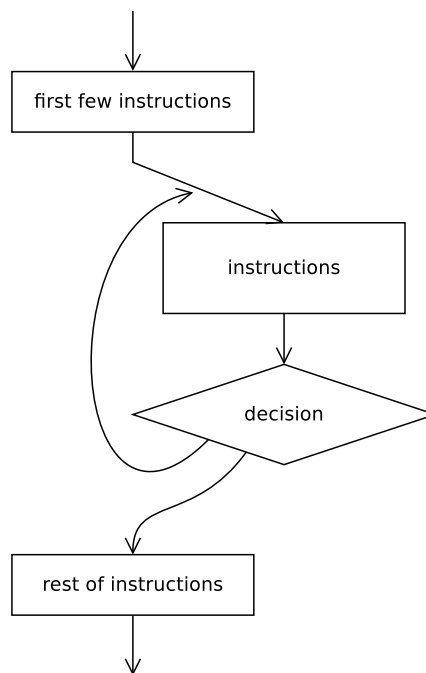 first few instructions
instructions
decision
rest of instructions